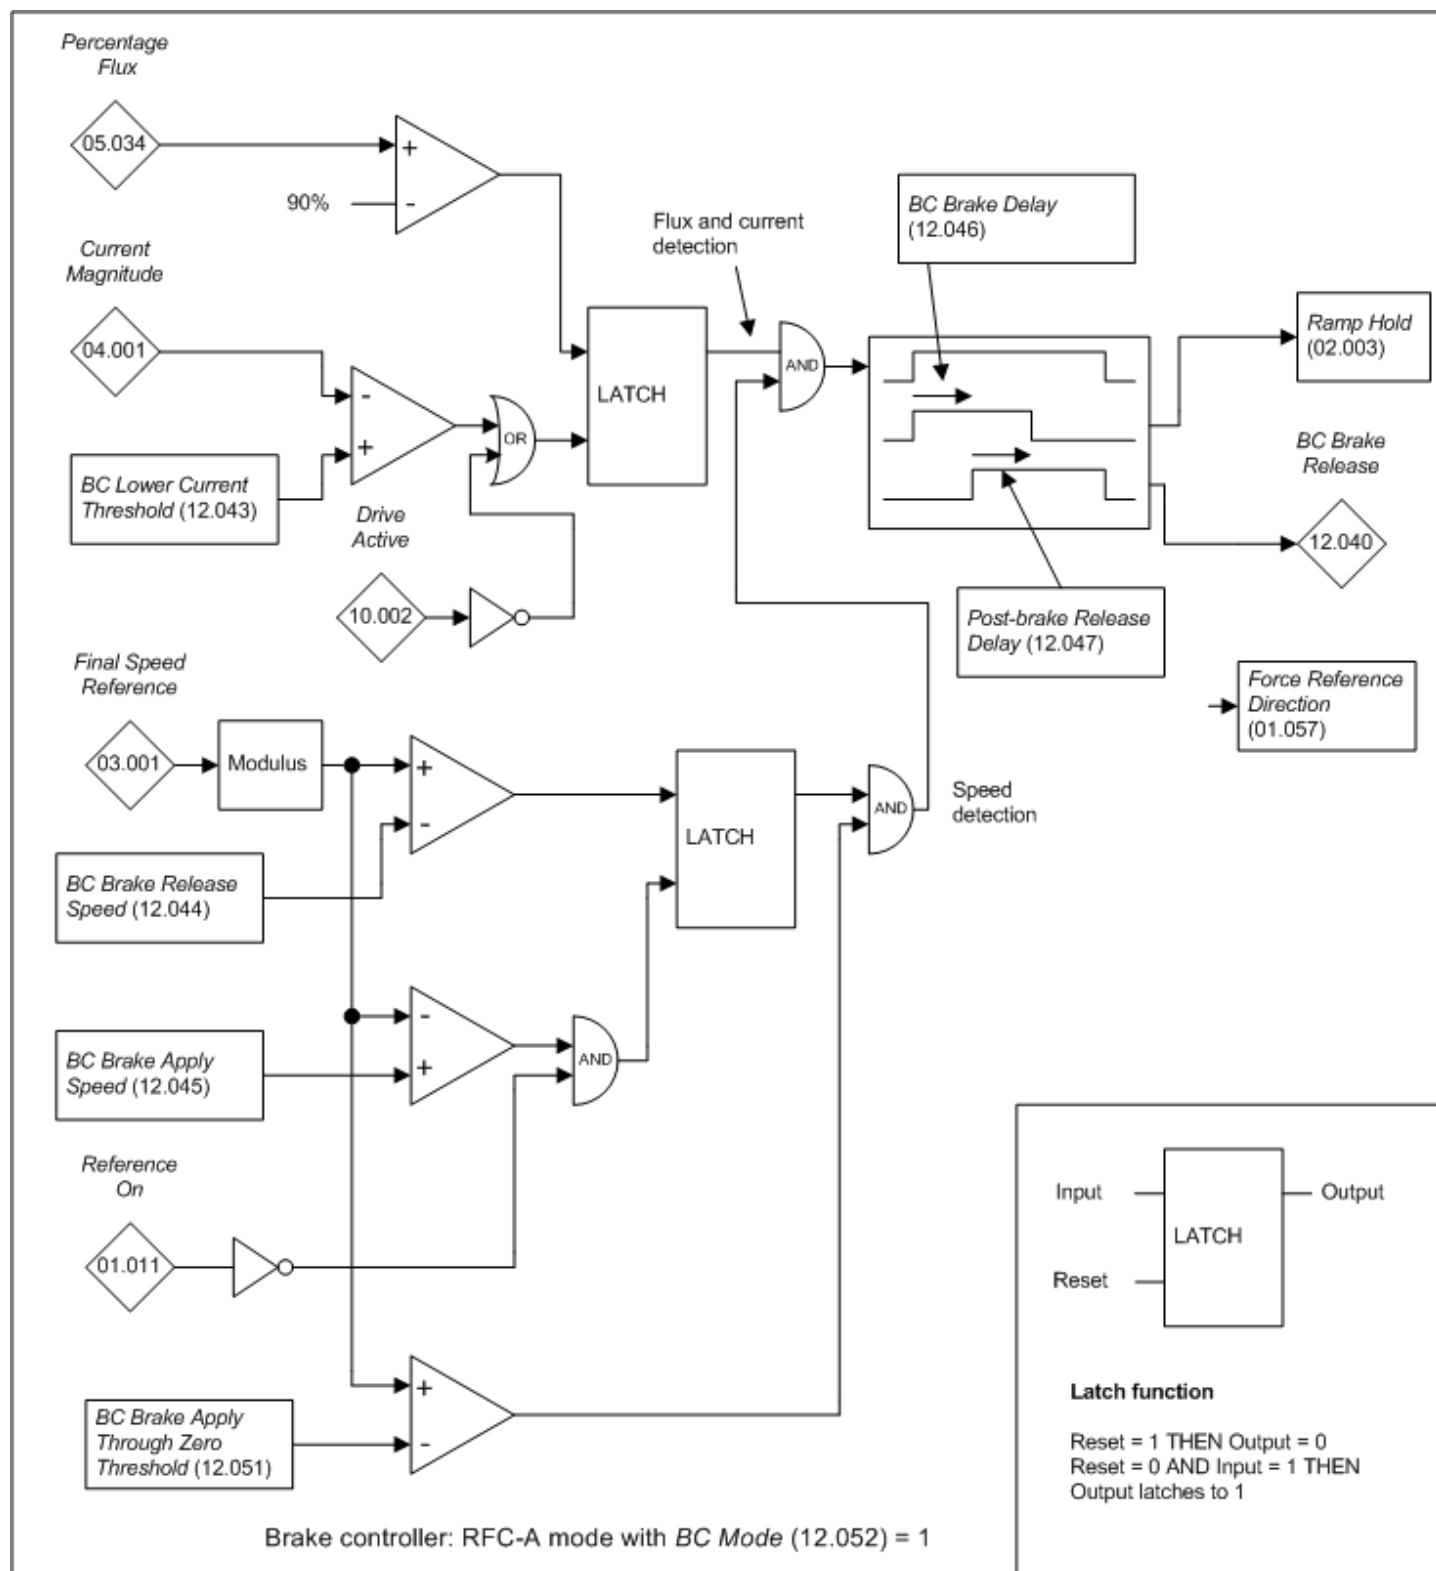 Percentage
Flux
05.034
+
90%
-
Current
Magnitude
04.001
-
+
BC Lower Current
Threshold (12.043)
OR
LATCH
Flux and current
detection
AND
BC Brake Delay
(12.046)
Ramp Hold
(02.003)
BC Brake
Release
12.040
Drive
Active
10.002
Post-brake Release
Delay (12.047)
Force Reference
Direction
(01.057)
Final Speed
Reference
03.001
Modulus
+
-
BC Brake Release
Speed (12.044)
LATCH
AND
Speed
detection
-
+
BC Brake Apply
Speed (12.045)
AND
Reference
On
01.011
+
-
BC Brake Apply
Through Zero
Threshold (12.051)
Input
Reset
LATCH
Output
Latch function
Reset = 1 THEN Output = 0
Reset = 0 AND Input = 1 THEN
Output latches to 1
Brake controller: RFC-A mode with BC Mode (12.052) = 1